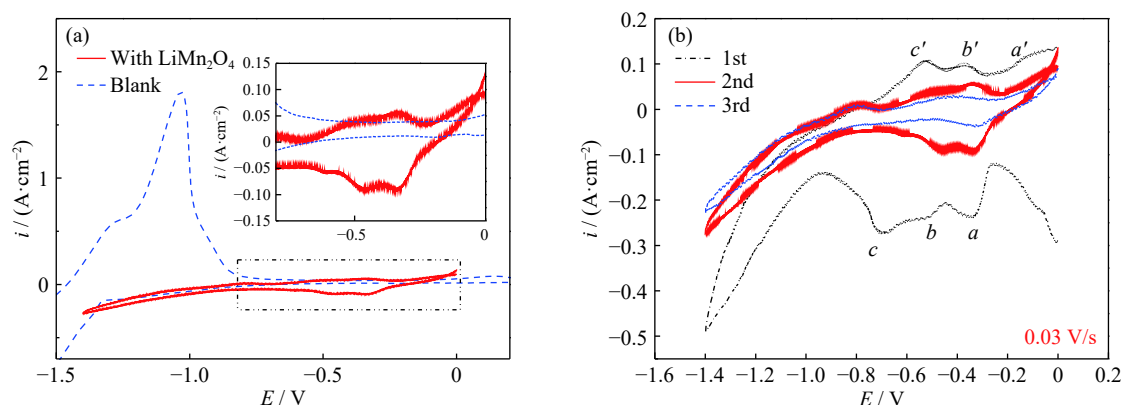 (a)
With LiMn₂O₄
Blank
2
1
0
−1.5
−1.0
−0.5
0
E / V
i / (A·cm⁻²)
0.15
0.10
0.05
0
−0.05
−0.10
−0.15
−0.5
0
i / (A·cm⁻²)
(b)
1st
2nd
3rd
c′
b′
a′
c
b
a
0.03 V/s
0.2
0.1
0
−0.1
−0.2
−0.3
−0.4
−0.5
−1.6
−1.4
−1.2
−1.0
−0.8
−0.6
−0.4
−0.2
0
0.2
E / V
i / (A·cm⁻²)